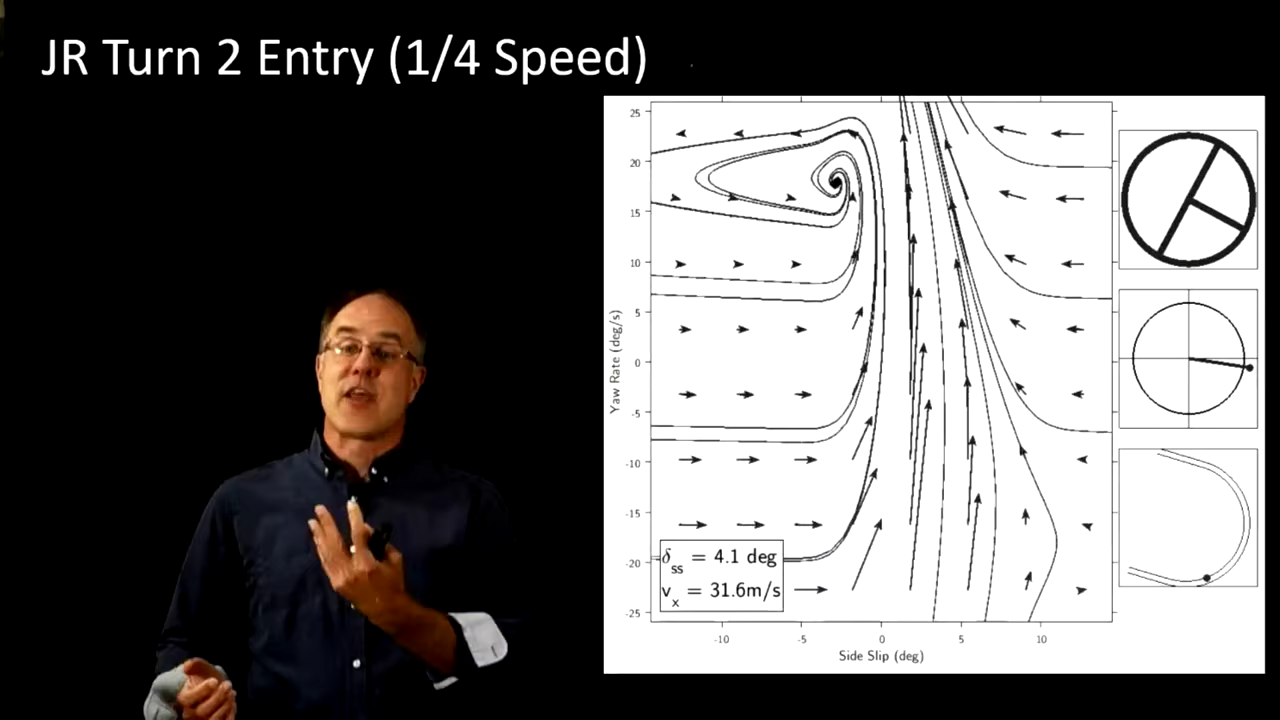 JR Turn 2 Entry (1/4 Speed)
25
20
15
10
5
0
-5
-10
-15
-20
-25
Yaw Rate (deg/s)
δss = 4.1 deg
vx = 31.6m/s
-10 -5 0 5 10
Side Slip (deg)